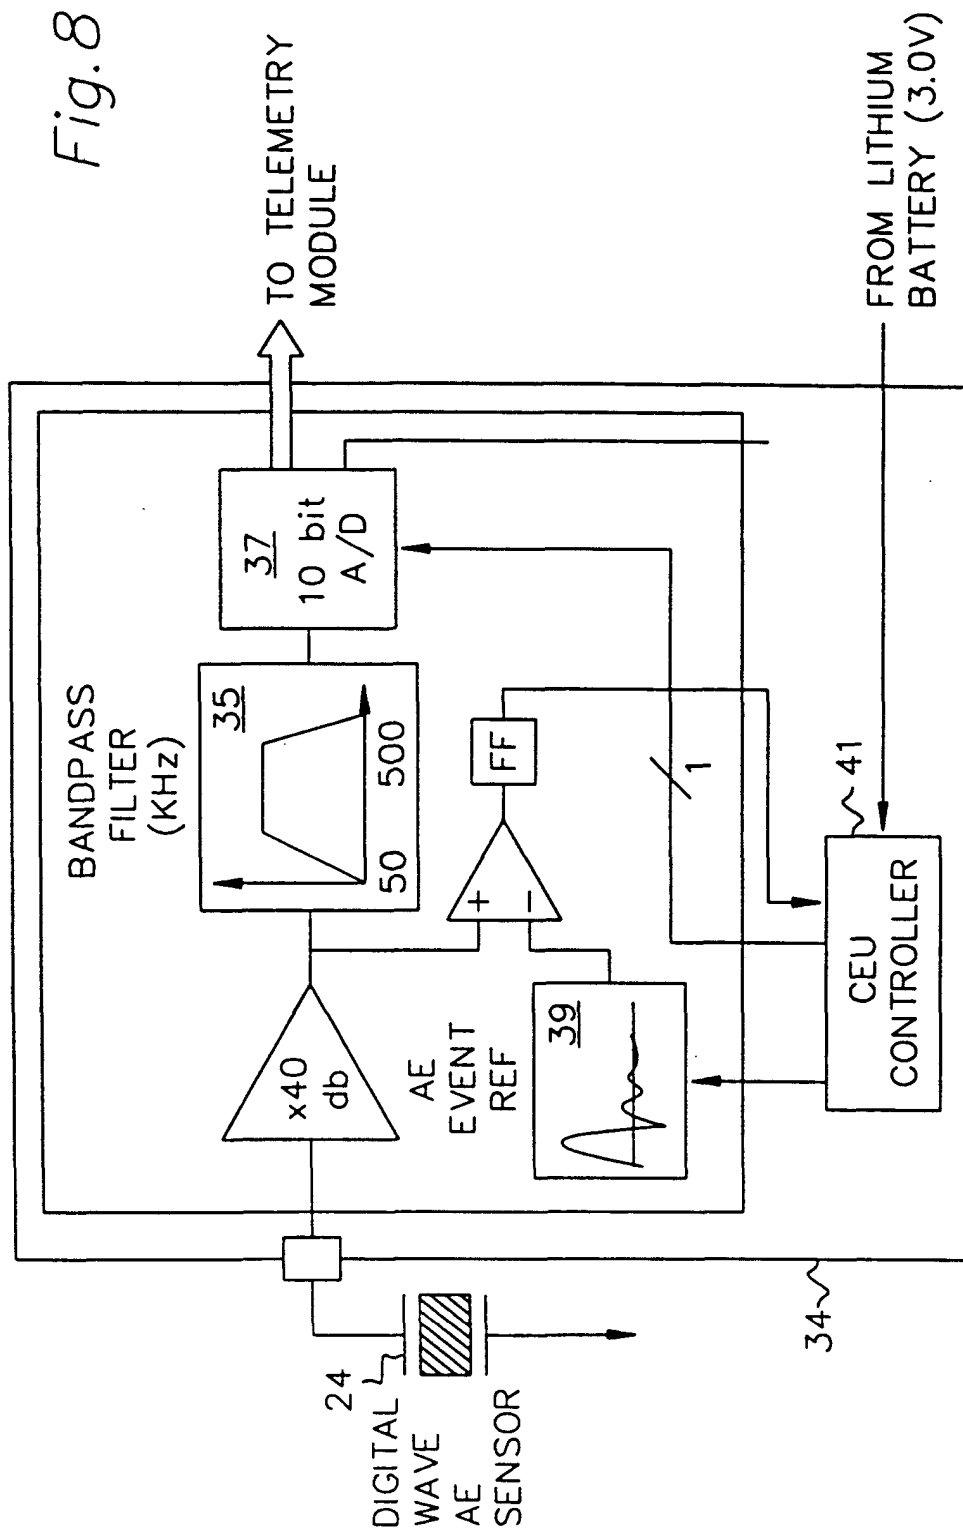 Fig. 8
BANDPASS
FILTER
(KHz)
35
50 500
37
10 bit
A/D
TO TELEMETRY
MODULE
x40
db
24
DIGITAL
WAVE
AE
SENSOR
AE
EVENT
REF
39
+
−
FF
1
34
CEU
CONTROLLER
41
FROM LITHIUM
BATTERY (3.0V)